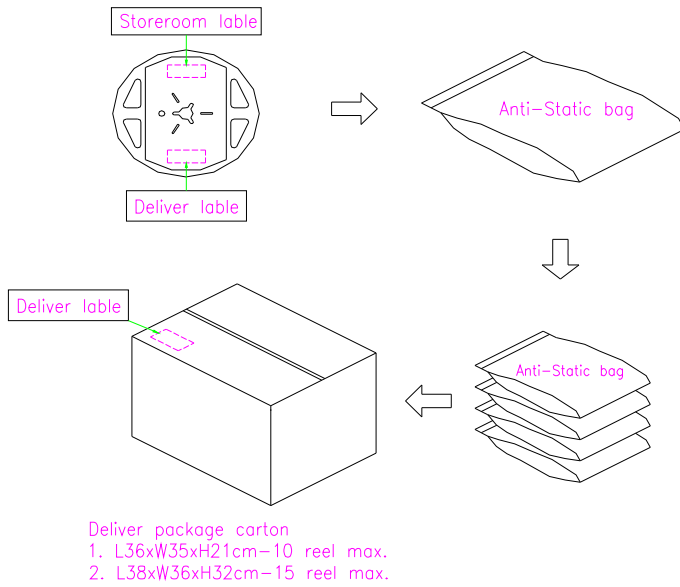 Storeroom lable
Deliver lable
Anti-Static bag
Deliver lable
Anti-Static bag
Deliver package carton
1. L36xW35xH21cm-10 reel max.
2. L38xW36xH32cm-15 reel max.